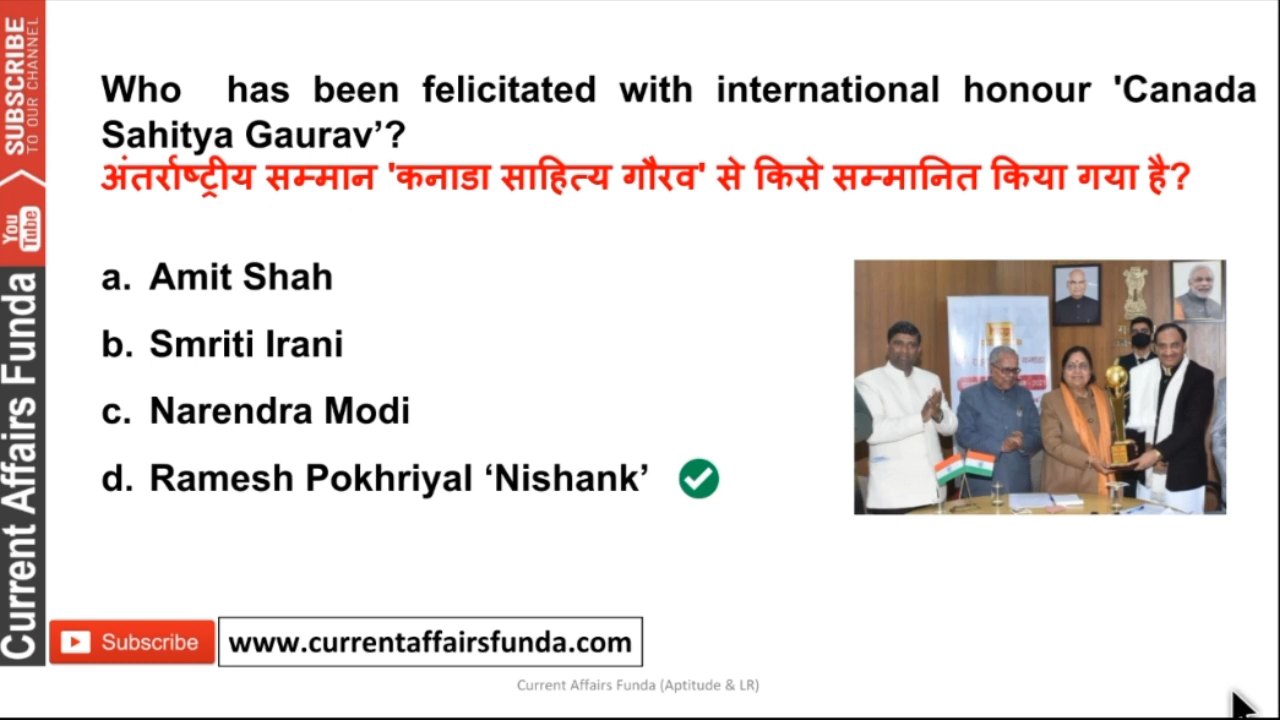 SUBSCRIBE
TO OUR CHANNEL
You
Tube
Current Affairs Funda
Who has been felicitated with international honour 'Canada
Sahitya Gaurav’?
अंतर्राष्ट्रीय सम्मान 'कनाडा साहित्य गौरव' से किसे सम्मानित किया गया है?
a. Amit Shah
b. Smriti Irani
c. Narendra Modi
d. Ramesh Pokhriyal ‘Nishank’
Subscribe
www.currentaffairsfunda.com
Current Affairs Funda (Aptitude & LR)